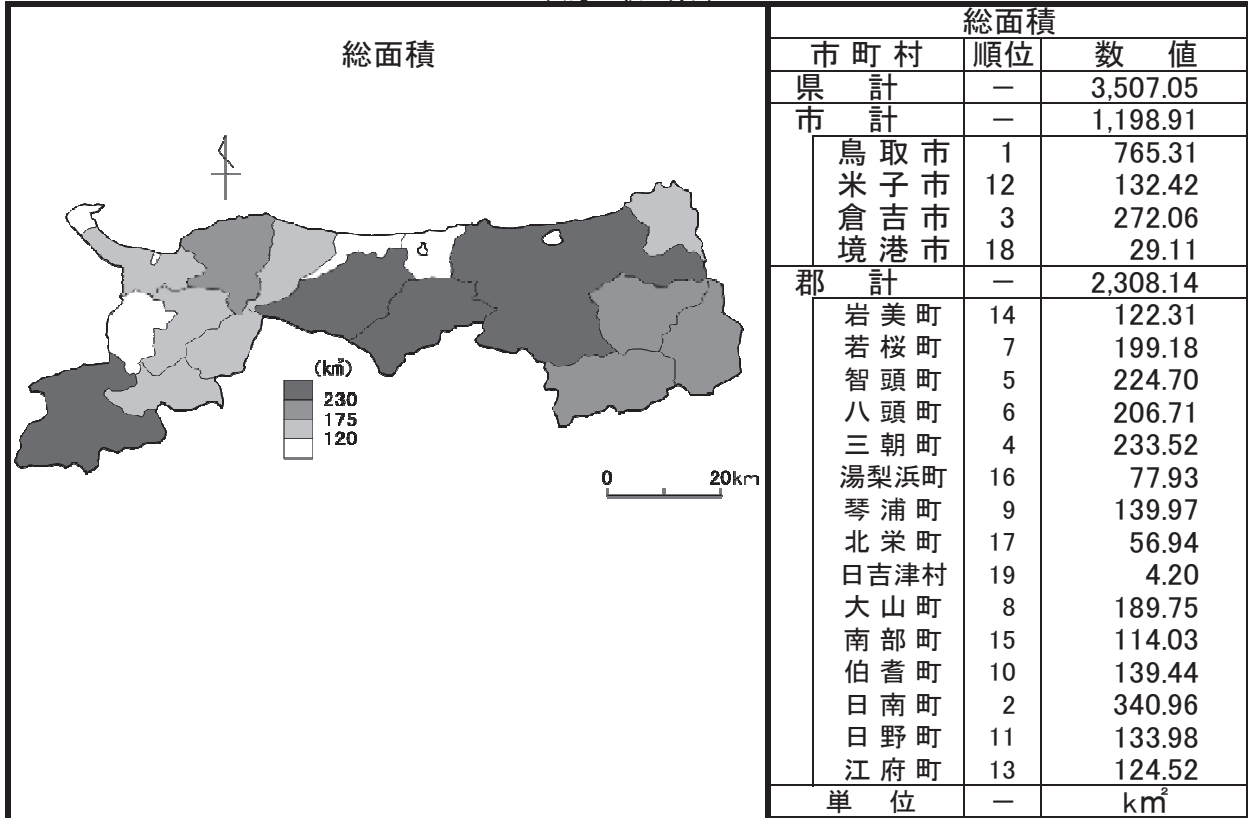 総面積
(k㎡)
230
175
120
0 20km
総面積
市町村 順位 数値
県計 － 3,507.05
市計 － 1,198.91
鳥取市 1 765.31
米子市 12 132.42
倉吉市 3 272.06
境港市 18 29.11
郡計 － 2,308.14
岩美町 14 122.31
若桜町 7 199.18
智頭町 5 224.70
八頭町 6 206.71
三朝町 4 233.52
湯梨浜町 16 77.93
琴浦町 9 139.97
北栄町 17 56.94
日吉津村 19 4.20
大山町 8 189.75
南部町 15 114.03
伯耆町 10 139.44
日南町 2 340.96
日野町 11 133.98
江府町 13 124.52
単位 － k㎡